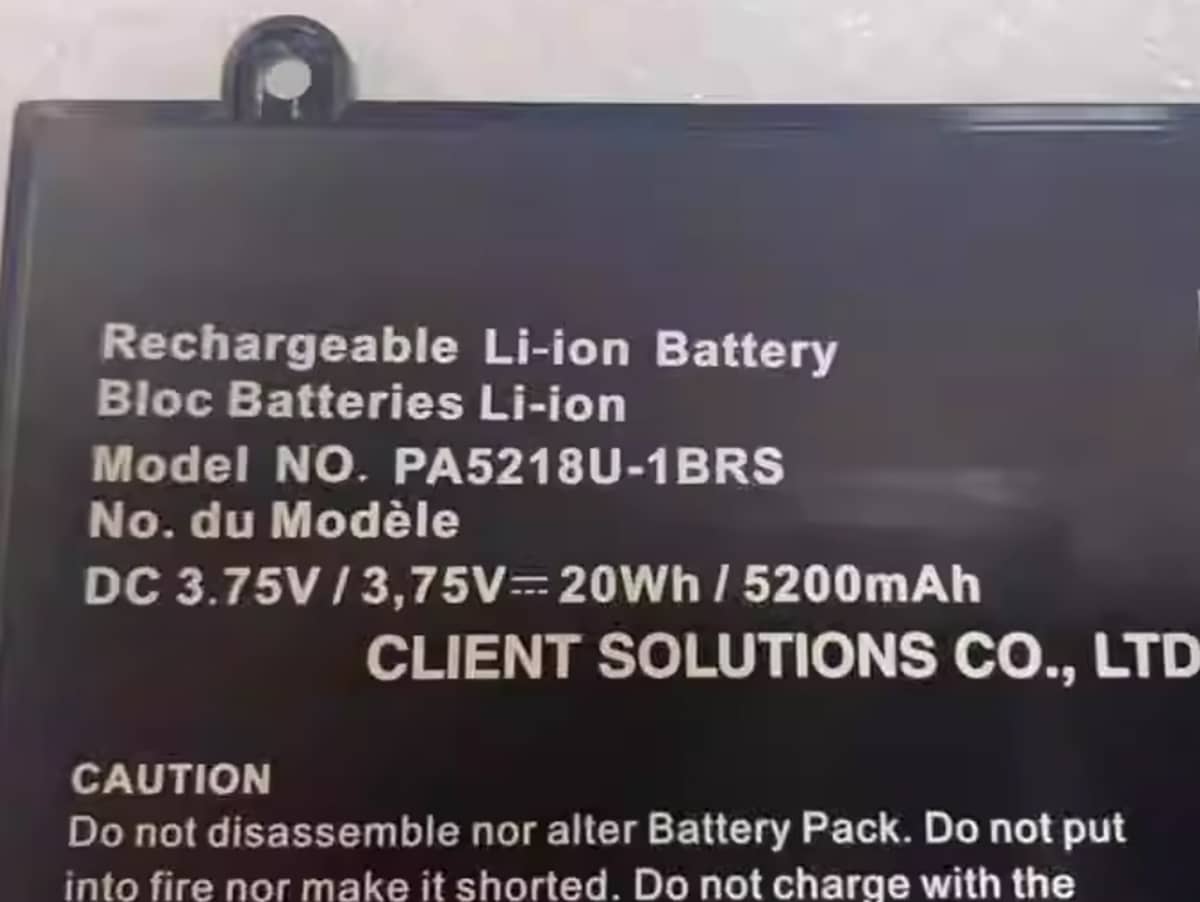 Rechargeable Li-ion Battery
Bloc Batteries Li-ion
Model NO. PA5218U-1BRS
No. du Modèle
DC 3.75V / 3,75V⎓20Wh / 5200mAh
CLIENT SOLUTIONS CO., LTD
CAUTION
Do not disassemble nor alter Battery Pack. Do not put
into fire nor make it shorted. Do not charge with the